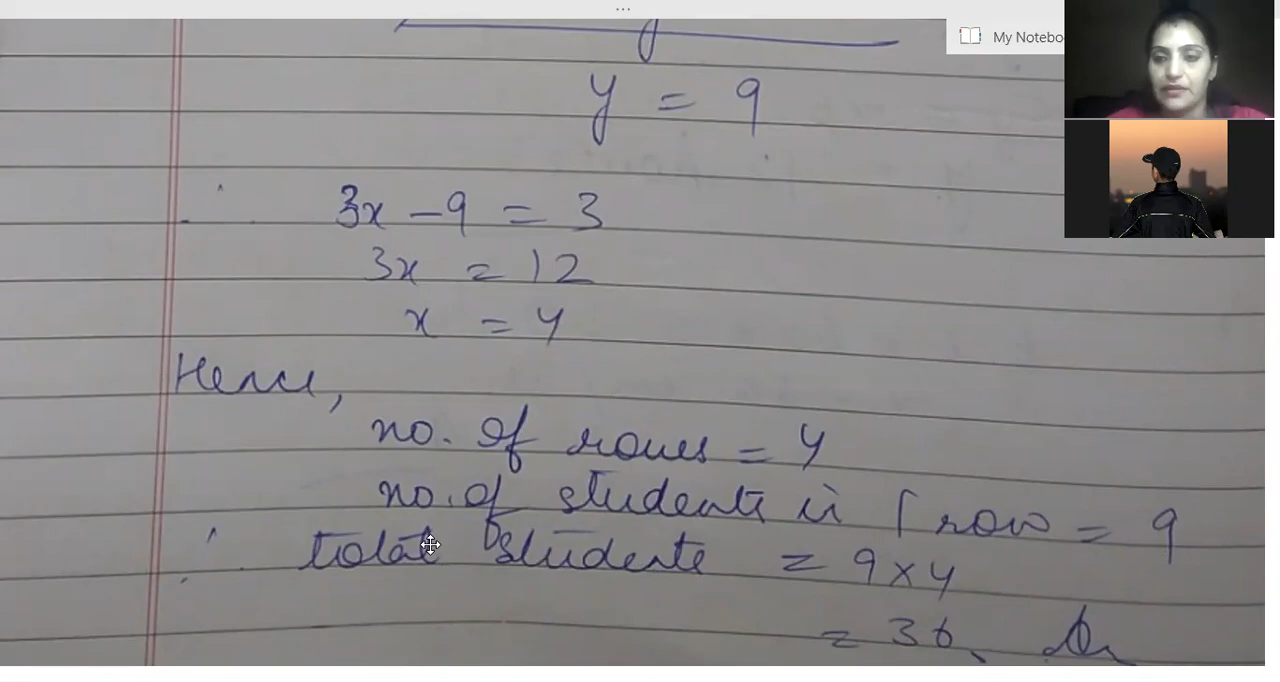 ...
My Notebo
y = 9
∴ 3x - 9 = 3
3x = 12
x = 4
Hence,
no. of rows = 4
no. of students in 1 row = 9
∴ total students = 9 x 4
= 36